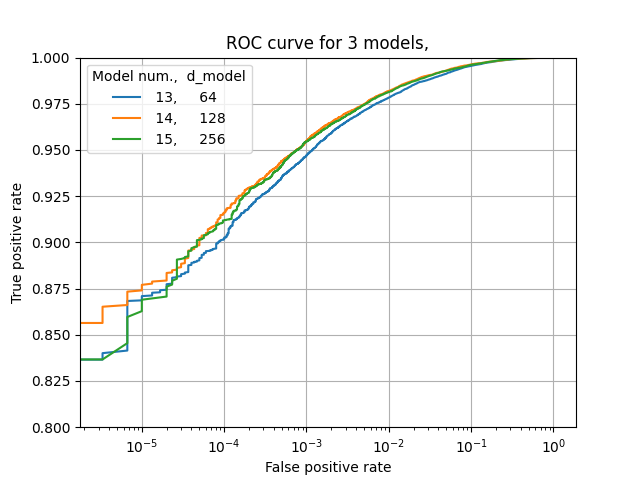 ROC curve for 3 models,
Model num., d_model
13, 64
14, 128
15, 256
True positive rate
1.000
0.975
0.950
0.925
0.900
0.875
0.850
0.825
0.800
10⁻⁵ 10⁻⁴ 10⁻³ 10⁻² 10⁻¹ 10⁰
False positive rate